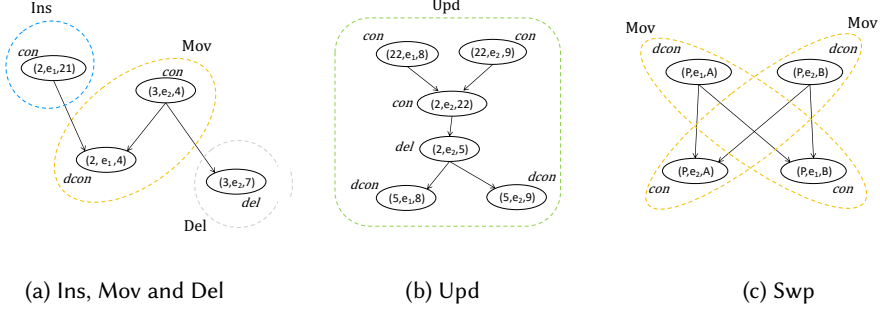 Ins
con
(2,e₁,21)
Mov
con
(3,e₂,4)
(2, e₁,4)
dcon
(3,e₂,7)
del
Del
(a) Ins, Mov and Del
Upd
con
con
(22,e₁,8)
(22,e₂,9)
con
(2,e₂,22)
del
(2,e₂,5)
dcon
dcon
(5,e₁,8)
(5,e₂,9)
(b) Upd
Mov
Mov
dcon
dcon
(P,e₁,A)
(P,e₂,B)
(P,e₂,A)
(P,e₁,B)
con
con
(c) Swp